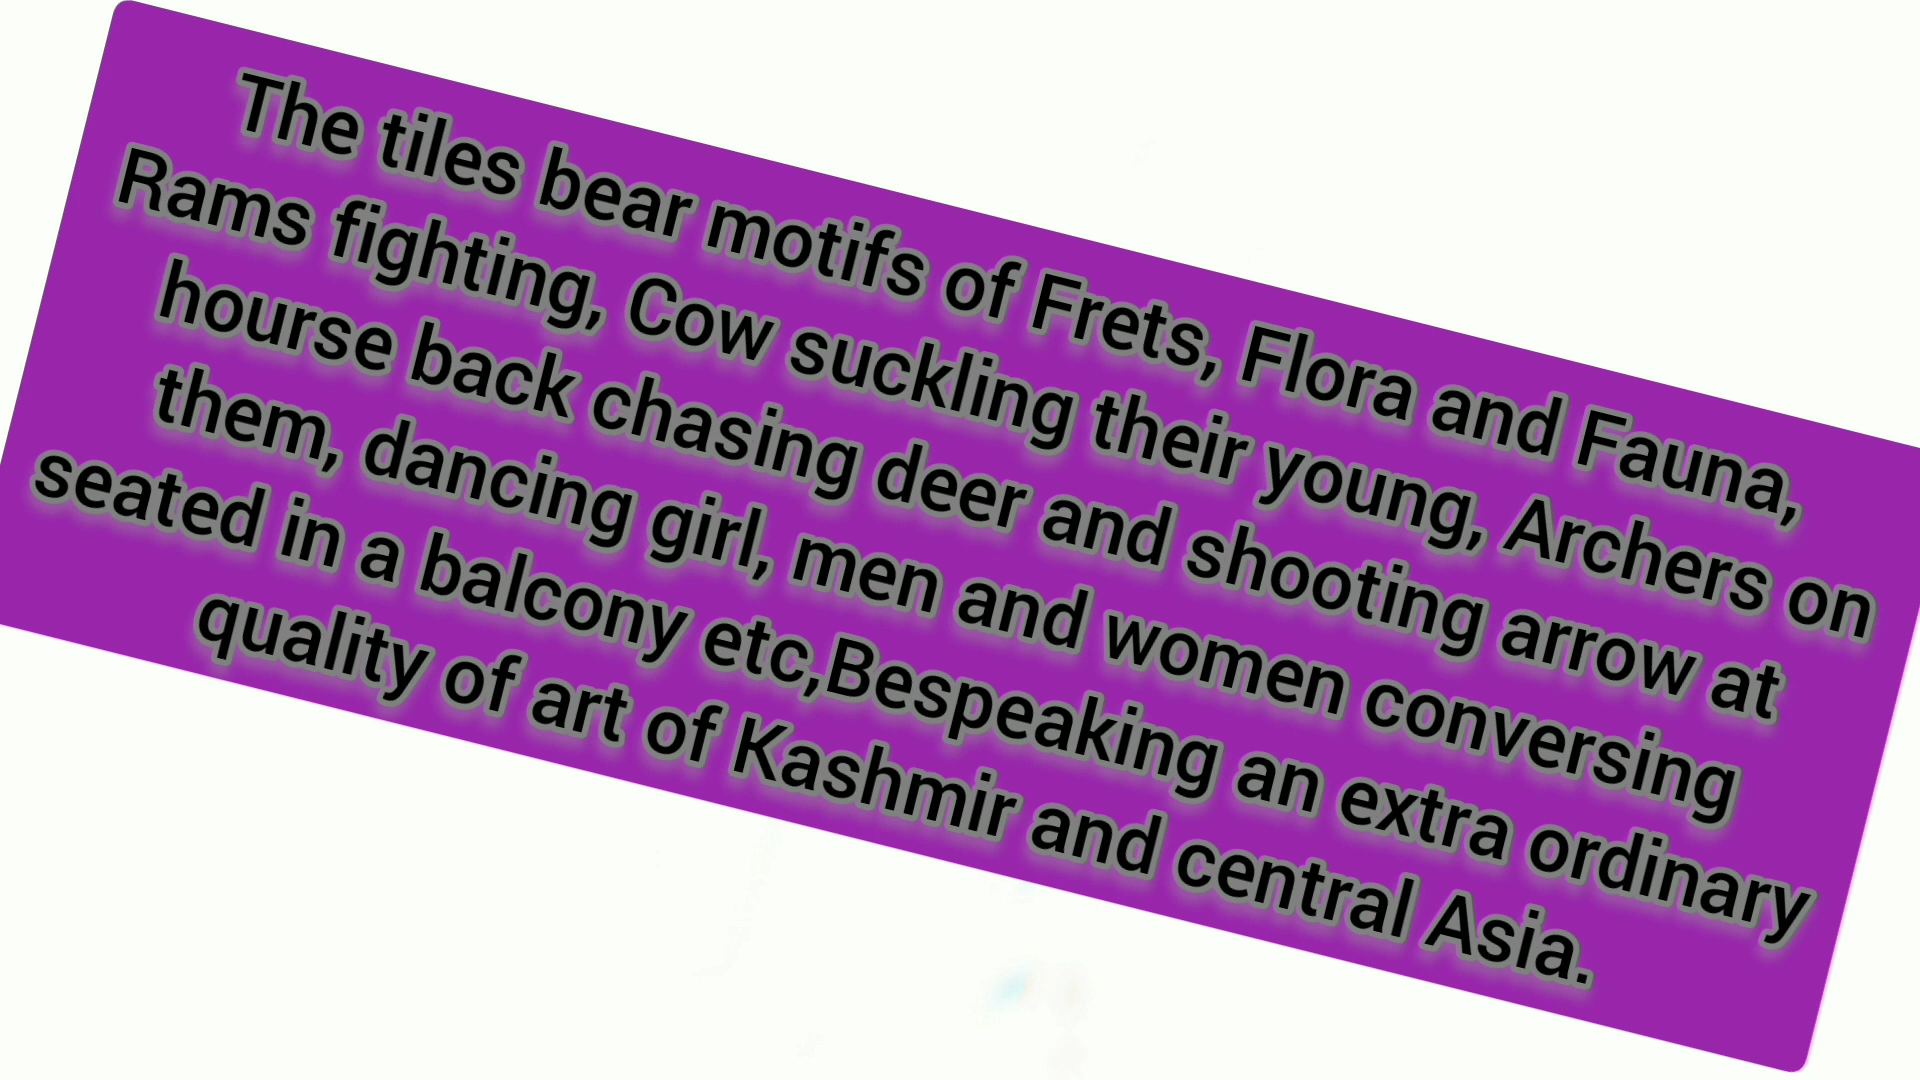 The tiles bear motifs of Frets, Flora and Fauna,
Rams fighting, Cow suckling their young, Archers on
hourse back chasing deer and shooting arrow at
them, dancing girl, men and women conversing
seated in a balcony etc,Bespeaking an extra ordinary
quality of art of Kashmir and central Asia.